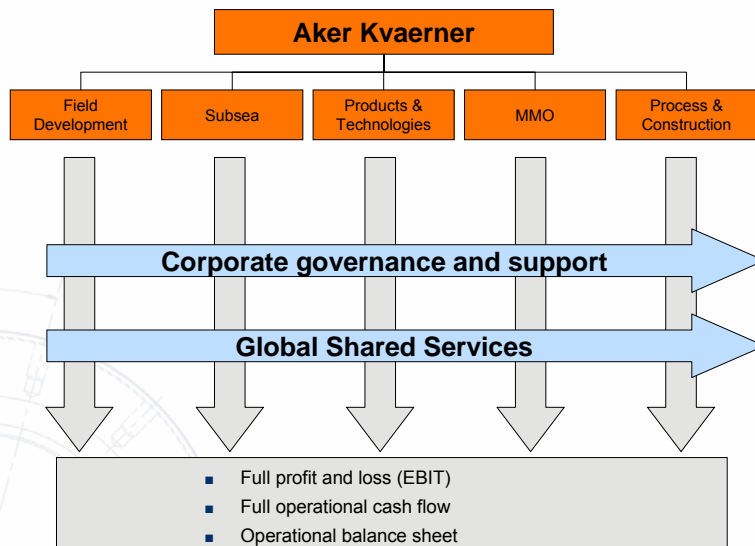 Aker Kvaerner
Field
Development
Subsea
Products &
Technologies
MMO
Process &
Construction
Corporate governance and support
Global Shared Services
▪ Full profit and loss (EBIT)
▪ Full operational cash flow
▪ Operational balance sheet